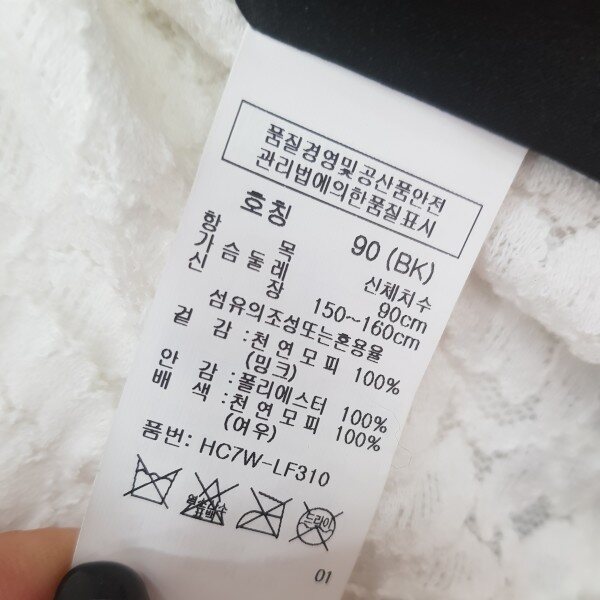 품질경영및공산품안전
관리법에의한품질표시
호칭 90 (BK)
항 목 신체치수
가슴둘레 90cm
신 장 150~160cm
섬유의조성또는혼용율
겉 감 : 천연모피 100%
(밍크)
안 감 : 폴리에스터 100%
배 색 : 천연모피 100%
(여우)
품번: HC7W-LF310
드라이
01